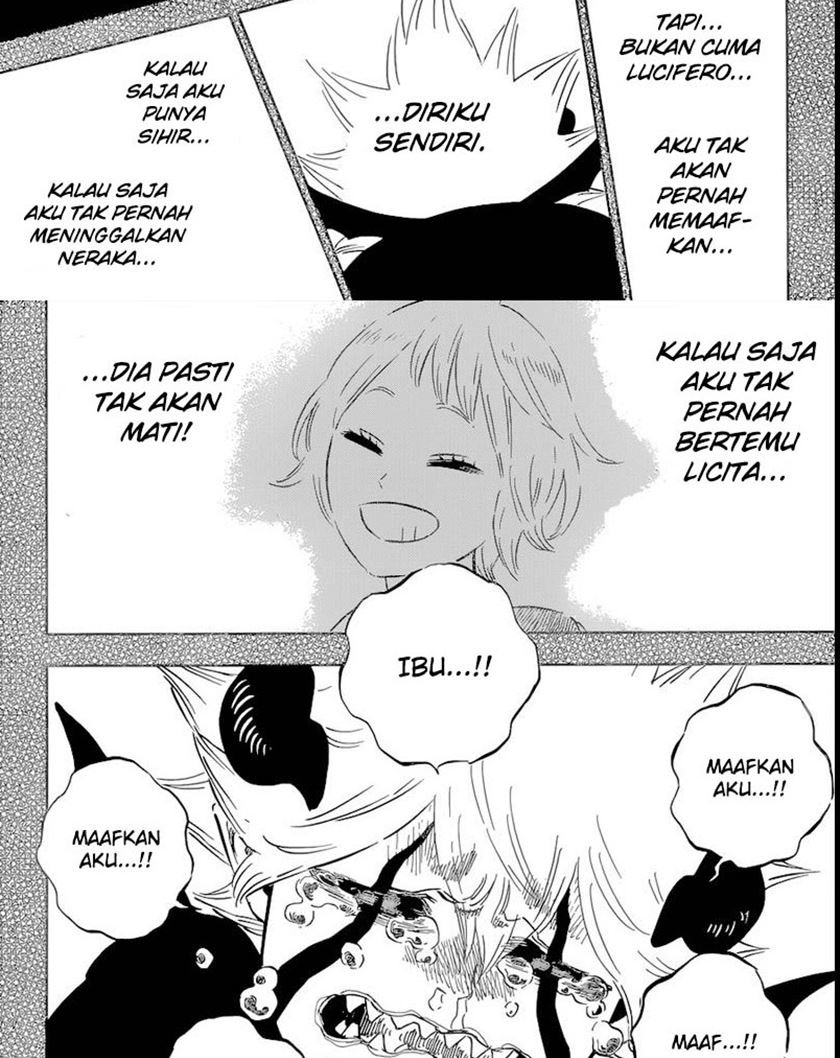 TAPI...
BUKAN CUMA
LUCIFERO...
AKU TAK
AKAN
PERNAH
MEMAAF-
KAN...
...DIRIKU
SENDIRI.
KALAU
SAJA AKU
PUNYA
SIHIR...
KALAU SAJA
AKU TAK PERNAH
MENINGGALKAN
NERAKA...
KALAU SAJA
AKU TAK
PERNAH
BERTEMU
LICITA...
...DIA PASTI
TAK AKAN
MATI!
IBU...!!
MAAFKAN
AKU...!!
MAAFKAN
AKU...!!
MAAF...!!